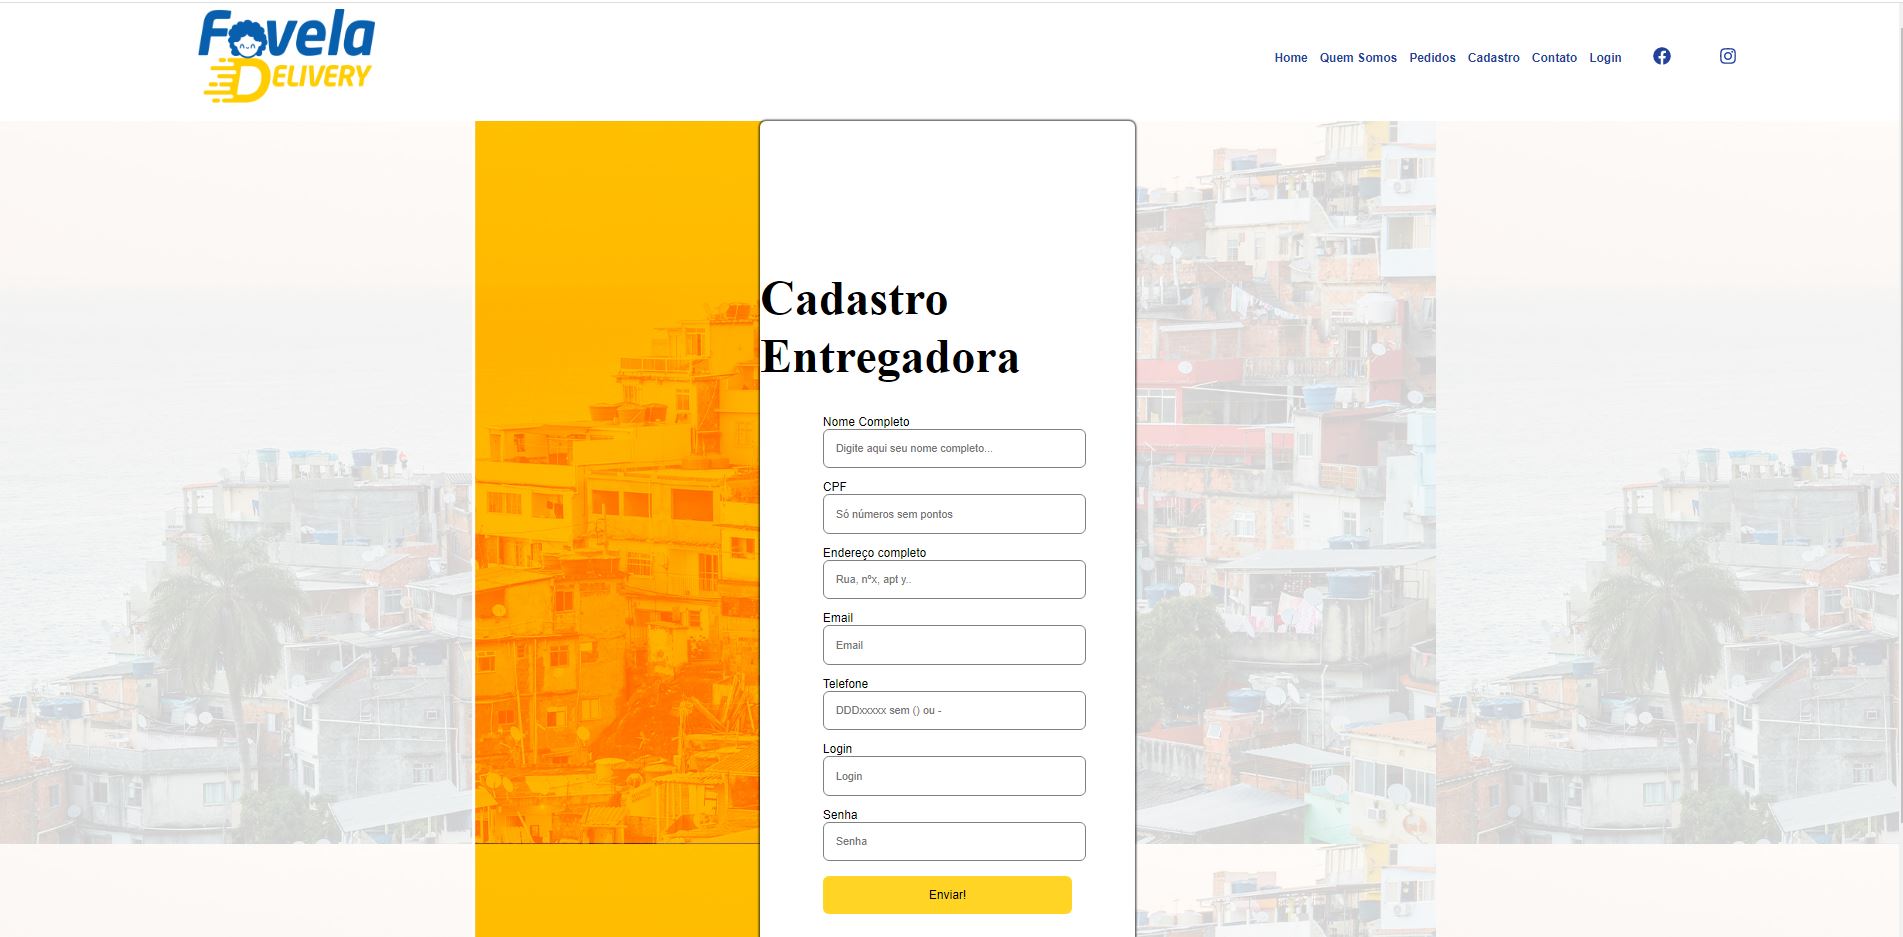 Favela
DELIVERY
Home Quem Somos Pedidos Cadastro Contato Login
Cadastro
Entregadora
Nome Completo
Digite aqui seu nome completo...
CPF
Só números sem pontos
Endereço completo
Rua, nºx, apt y..
Email
Email
Telefone
DDDxxxxx sem () ou -
Login
Login
Senha
Senha
Enviar!